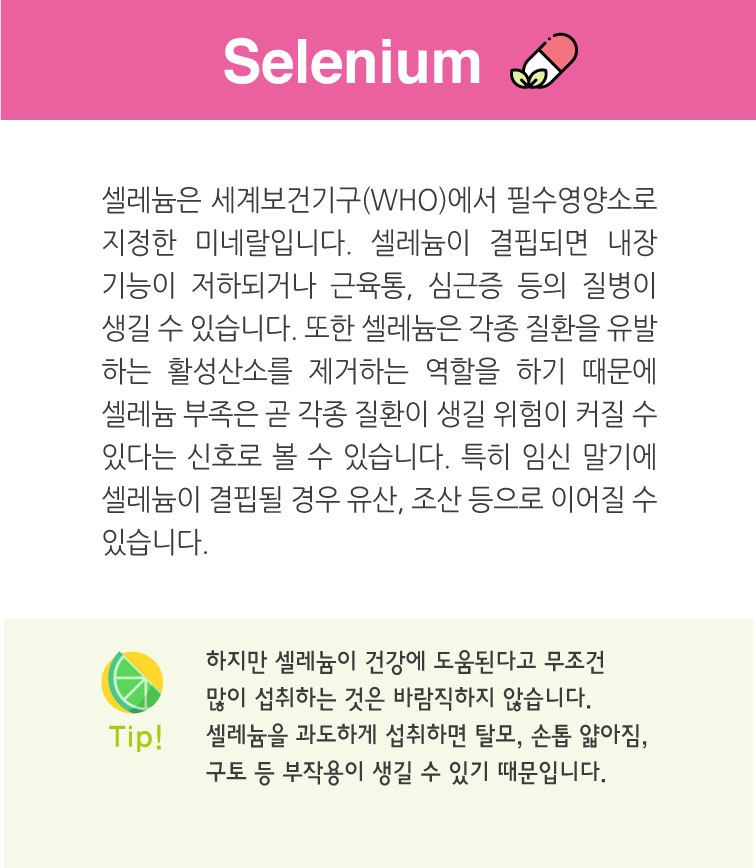 Selenium
셀레늄은 세계보건기구(WHO)에서 필수영양소로
지정한 미네랄입니다. 셀레늄이 결핍되면 내장
기능이 저하되거나 근육통, 심근증 등의 질병이
생길 수 있습니다. 또한 셀레늄은 각종 질환을 유발
하는 활성산소를 제거하는 역할을 하기 때문에
셀레늄 부족은 곧 각종 질환이 생길 위험이 커질 수
있다는 신호로 볼 수 있습니다. 특히 임신 말기에
셀레늄이 결핍될 경우 유산, 조산 등으로 이어질 수
있습니다.
하지만 셀레늄이 건강에 도움된다고 무조건
많이 섭취하는 것은 바람직하지 않습니다.
Tip!
셀레늄을 과도하게 섭취하면 탈모, 손톱 얇아짐,
구토 등 부작용이 생길 수 있기 때문입니다.